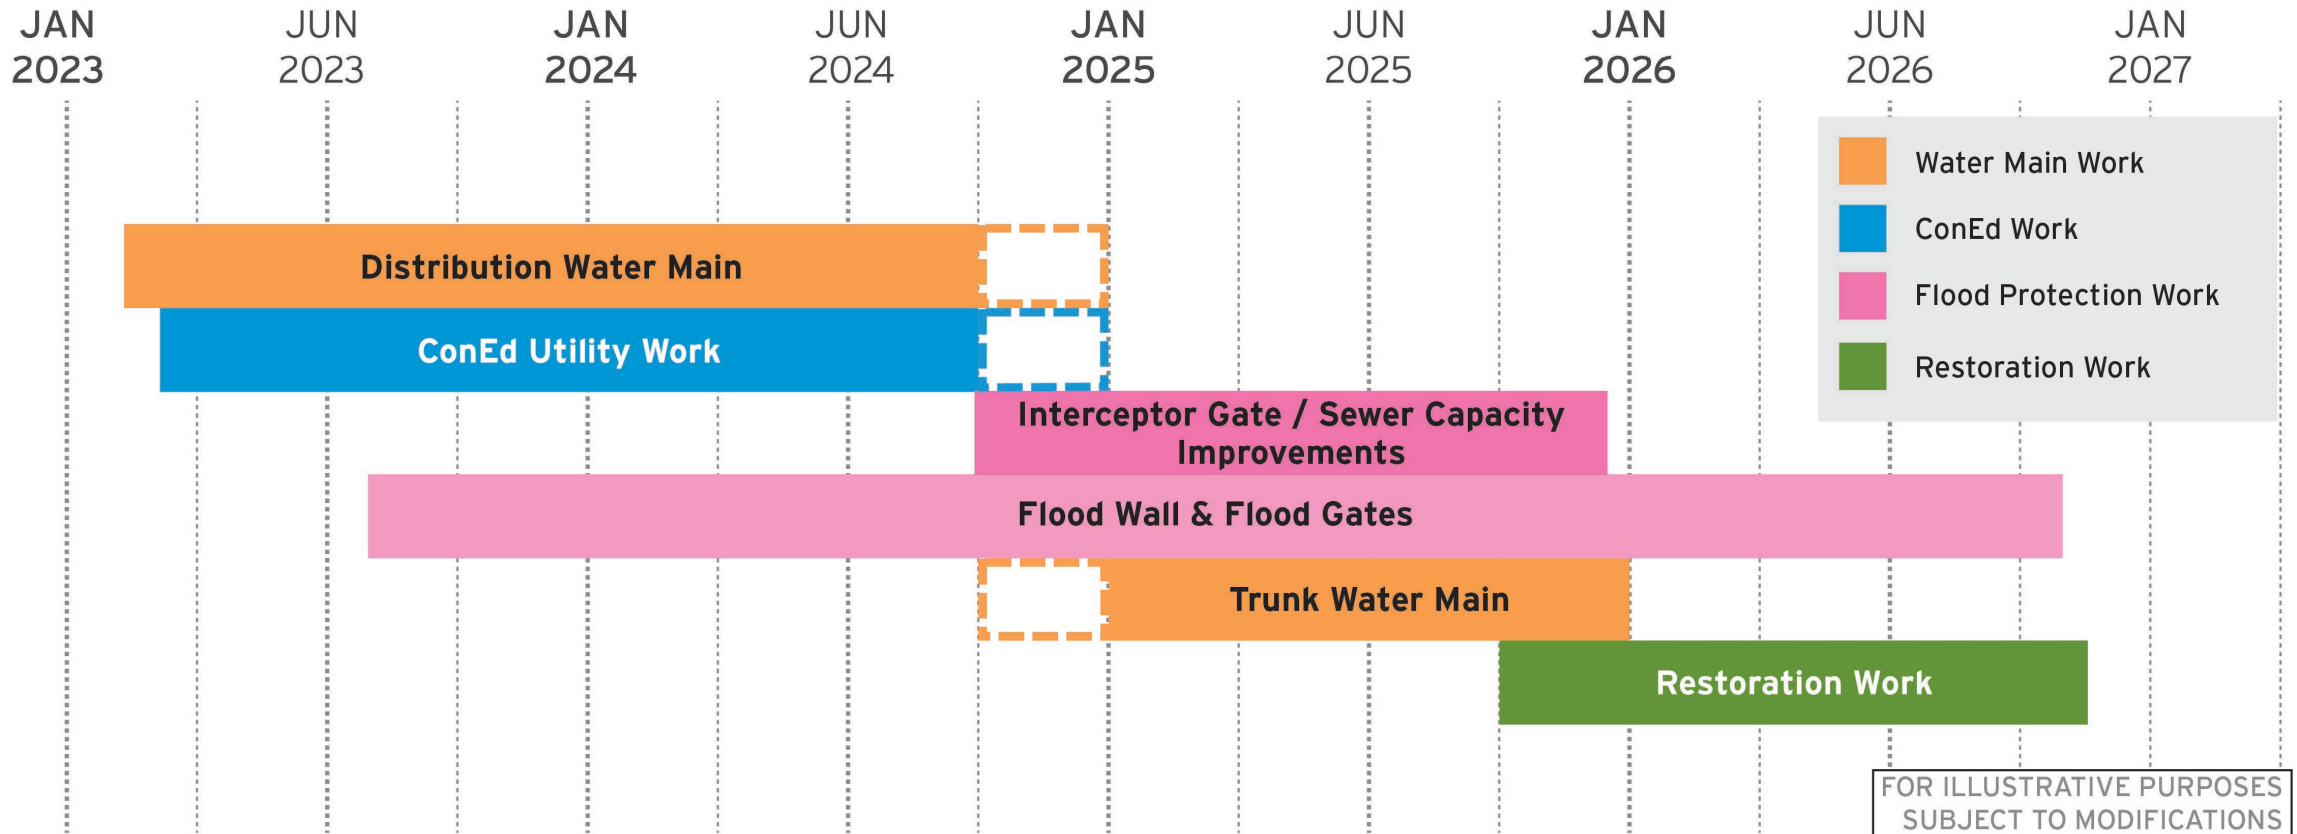 JAN JUN JAN JUN JAN JUN JAN JUN JAN
2023 2023 2024 2024 2025 2025 2026 2026 2027
Water Main Work
ConEd Work
Flood Protection Work
Restoration Work
Distribution Water Main
ConEd Utility Work
Interceptor Gate / Sewer Capacity
Improvements
Flood Wall & Flood Gates
Trunk Water Main
Restoration Work
FOR ILLUSTRATIVE PURPOSES
SUBJECT TO MODIFICATIONS